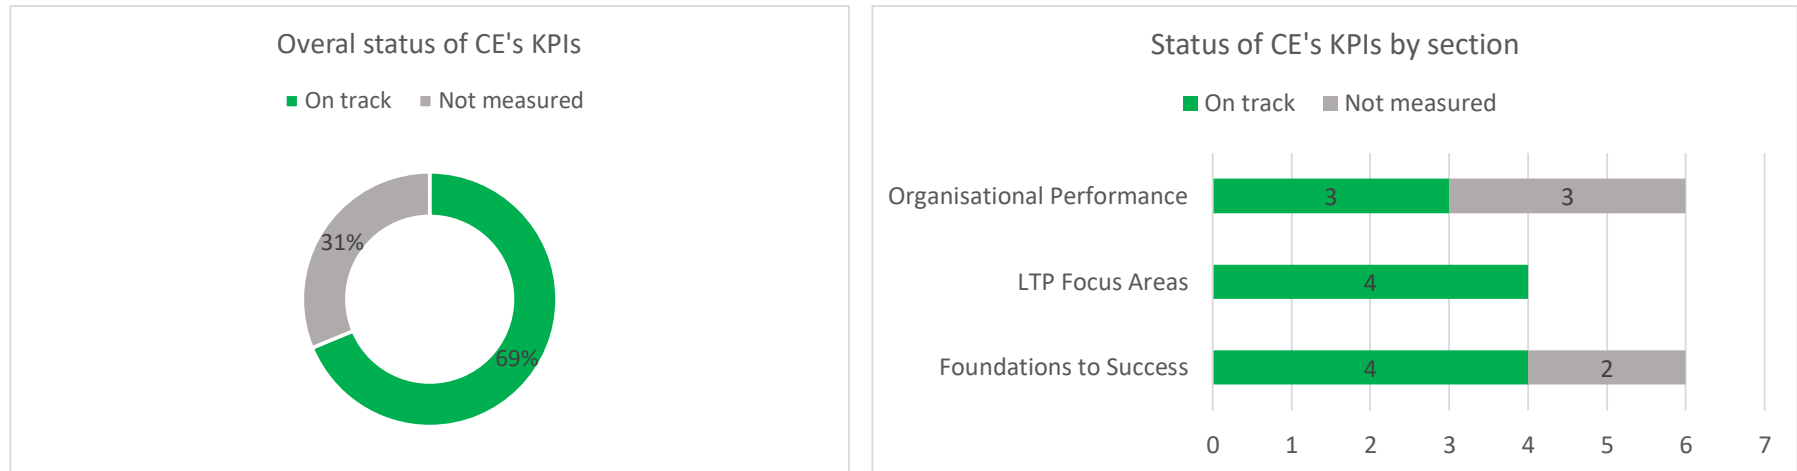 Overal status of CE's KPIs
On track Not measured
31%
69%
Status of CE's KPIs by section
On track Not measured
Organisational Performance 3 3
LTP Focus Areas 4
Foundations to Success 4 2
0 1 2 3 4 5 6 7